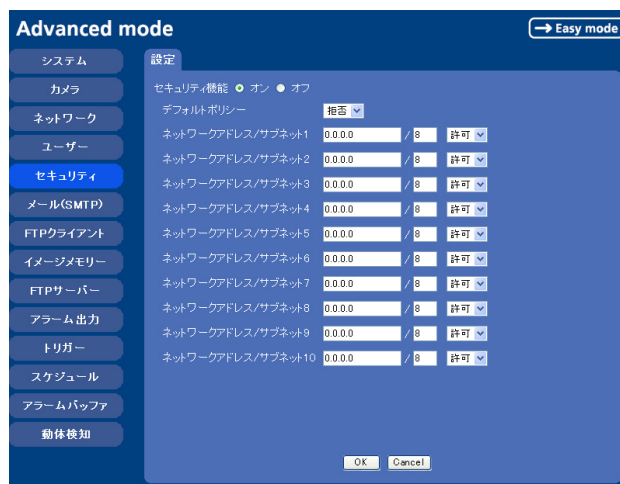 Advanced mode
→ Easy mode
システム
カメラ
ネットワーク
ユーザー
セキュリティ
メール(SMTP)
FTPクライアント
イメージメモリー
FTPサーバー
アラーム出力
トリガー
スケジュール
アラームバッファ
動体検知
設定
セキュリティ機能 オン オフ
デフォルトポリシー 拒否
ネットワークアドレス/サブネット1 0.0.0.0 / 8 許可
ネットワークアドレス/サブネット2 0.0.0.0 / 8 許可
ネットワークアドレス/サブネット3 0.0.0.0 / 8 許可
ネットワークアドレス/サブネット4 0.0.0.0 / 8 許可
ネットワークアドレス/サブネット5 0.0.0.0 / 8 許可
ネットワークアドレス/サブネット6 0.0.0.0 / 8 許可
ネットワークアドレス/サブネット7 0.0.0.0 / 8 許可
ネットワークアドレス/サブネット8 0.0.0.0 / 8 許可
ネットワークアドレス/サブネット9 0.0.0.0 / 8 許可
ネットワークアドレス/サブネット10 0.0.0.0 / 8 許可
OK Cancel